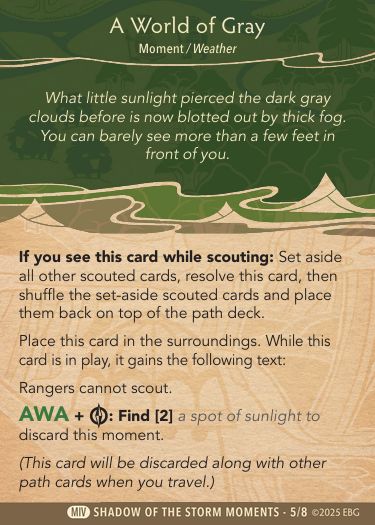 A World of Gray
Moment / Weather
What little sunlight pierced the dark gray
clouds before is now blotted out by thick fog.
You can barely see more than a few feet in
front of you.
If you see this card while scouting: Set aside
all other scouted cards, resolve this card, then
shuffle the set-aside scouted cards and place
them back on top of the path deck.
Place this card in the surroundings. While this
card is in play, it gains the following text:
Rangers cannot scout.
AWA + : Find [2] a spot of sunlight to
discard this moment.
(This card will be discarded along with other
path cards when you travel.)
MIV SHADOW OF THE STORM MOMENTS - 5/8 ©2025 EBG